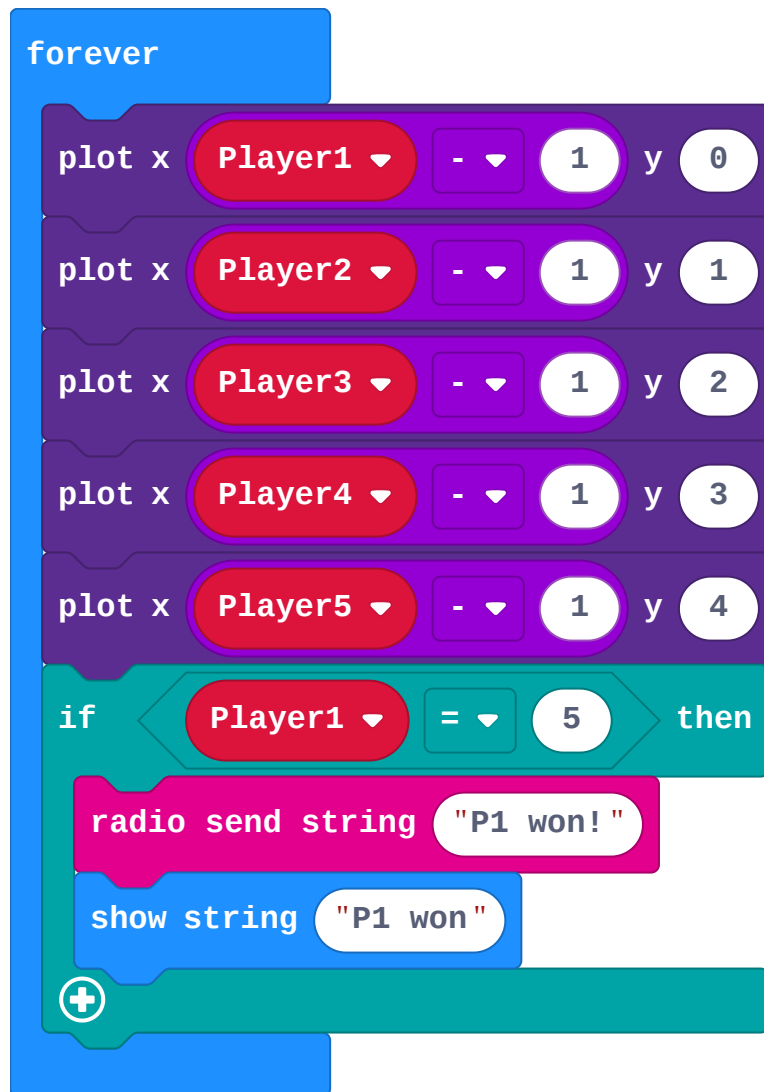 forever
plot x Player1 - 1 y 0
plot x Player2 - 1 y 1
plot x Player3 - 1 y 2
plot x Player4 - 1 y 3
plot x Player5 - 1 y 4
if Player1 = 5 then
radio send string "P1 won!"
show string "P1 won"